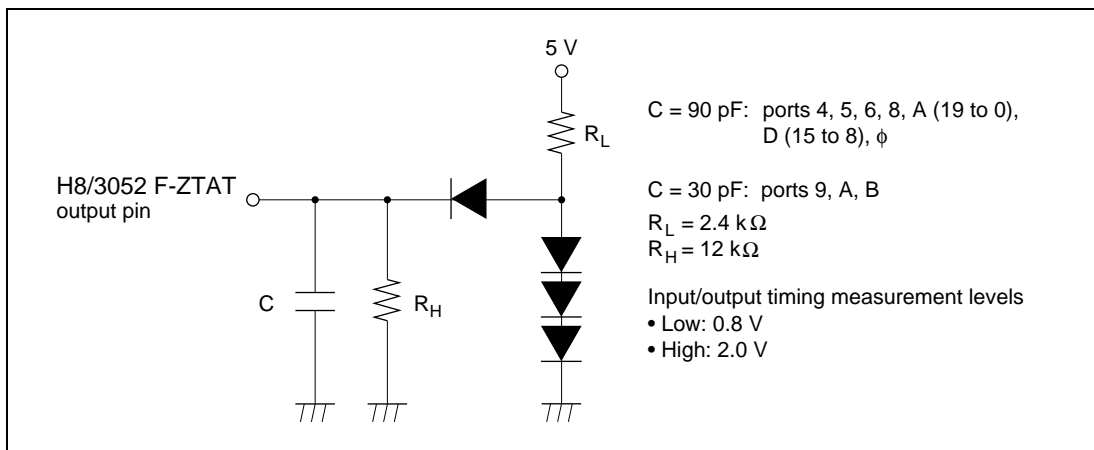 5 V
R_L
H8/3052 F-ZTAT
output pin
C
R_H
C = 90 pF: ports 4, 5, 6, 8, A (19 to 0),
D (15 to 8), ϕ
C = 30 pF: ports 9, A, B
R_L = 2.4 kΩ
R_H = 12 kΩ
Input/output timing measurement levels
• Low: 0.8 V
• High: 2.0 V